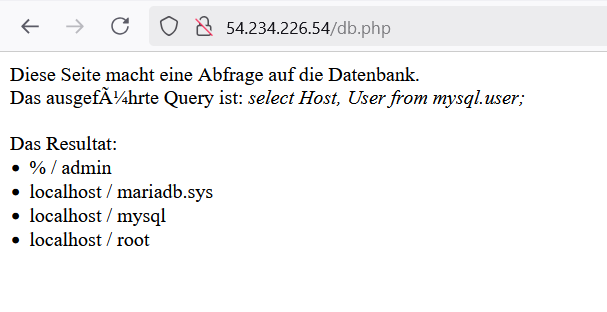 54.234.226.54/db.php
Diese Seite macht eine Abfrage auf die Datenbank.
Das ausgefÃ¼hrte Query ist: select Host, User from mysql.user;
Das Resultat:
• % / admin
• localhost / mariadb.sys
• localhost / mysql
• localhost / root